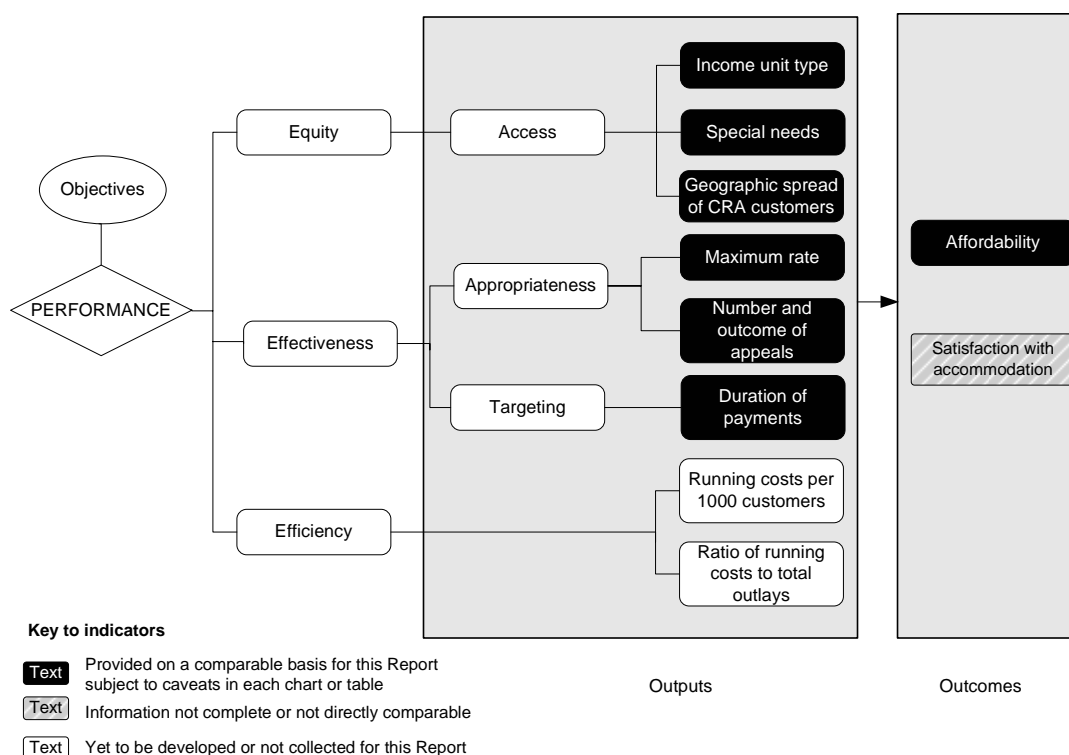 Objectives
PERFORMANCE
Equity
Access
Income unit type
Special needs
Geographic spread
of CRA customers
Effectiveness
Appropriateness
Maximum rate
Number and
outcome of
appeals
Targeting
Duration of
payments
Efficiency
Running costs per
1000 customers
Ratio of running
costs to total
outlays
Affordability
Satisfaction with
accommodation
Outputs
Outcomes
Key to indicators
Text Provided on a comparable basis for this Report
subject to caveats in each chart or table
Text Information not complete or not directly comparable
Text Yet to be developed or not collected for this Report